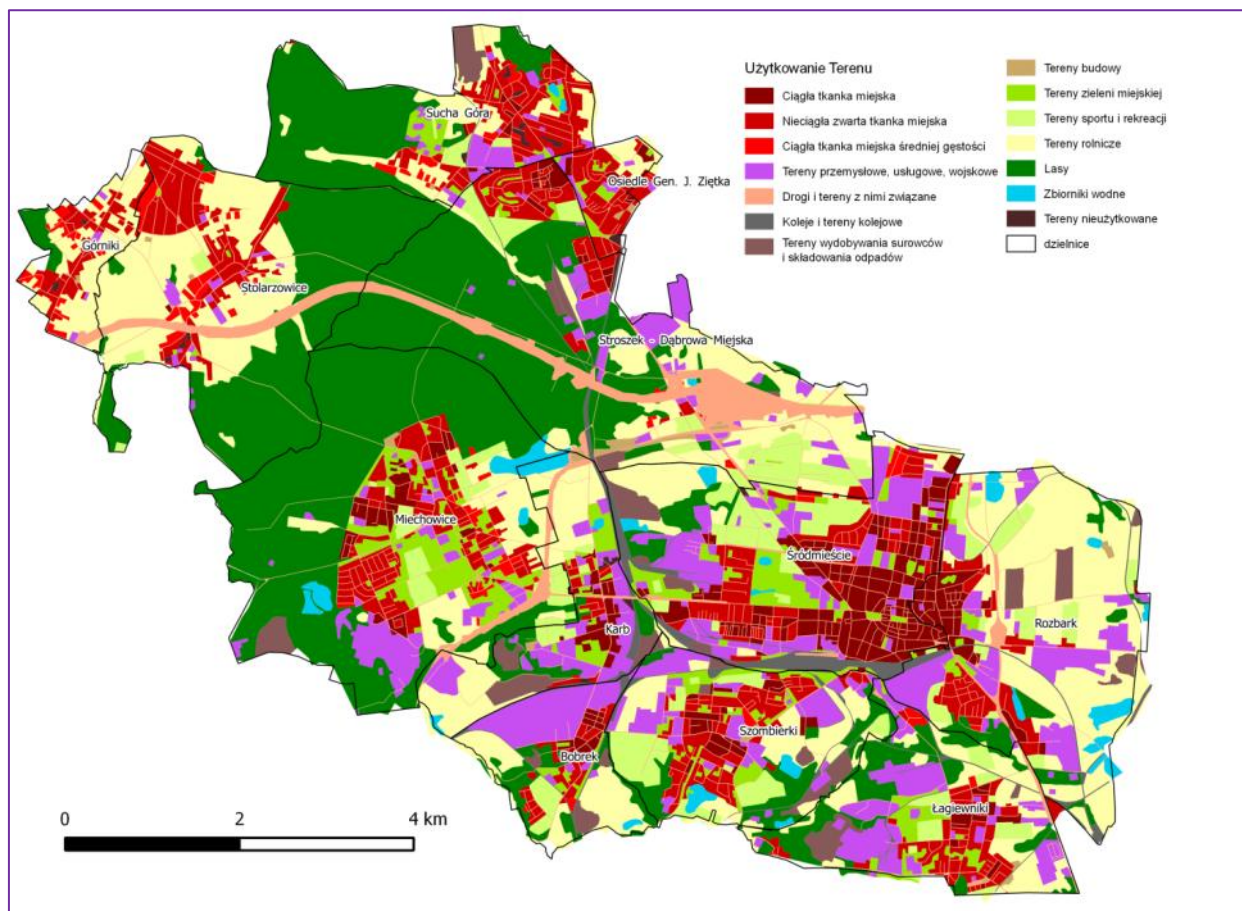 Użytkowanie Terenu
Ciągła tkanka miejska
Nieciągła zwarta tkanka miejska
Ciągła tkanka miejska średniej gęstości
Tereny przemysłowe, usługowe, wojskowe
Drogi i tereny z nimi związane
Koleje i tereny kolejowe
Tereny wydobywania surowców
i składowania odpadów
Tereny budowy
Tereny zieleni miejskiej
Tereny sportu i rekreacji
Tereny rolnicze
Lasy
Zbiorniki wodne
Tereny nieużytkowane
dzielnice
Sucha Góra
Osiedle Gen. J. Ziętka
Górniki
Stolarzowice
Stroszek - Dąbrowa Miejska
Miechowice
Śródmieście
Karb
Rozbark
Szombierki
Bobrek
Łagiewniki
0 2 4 km